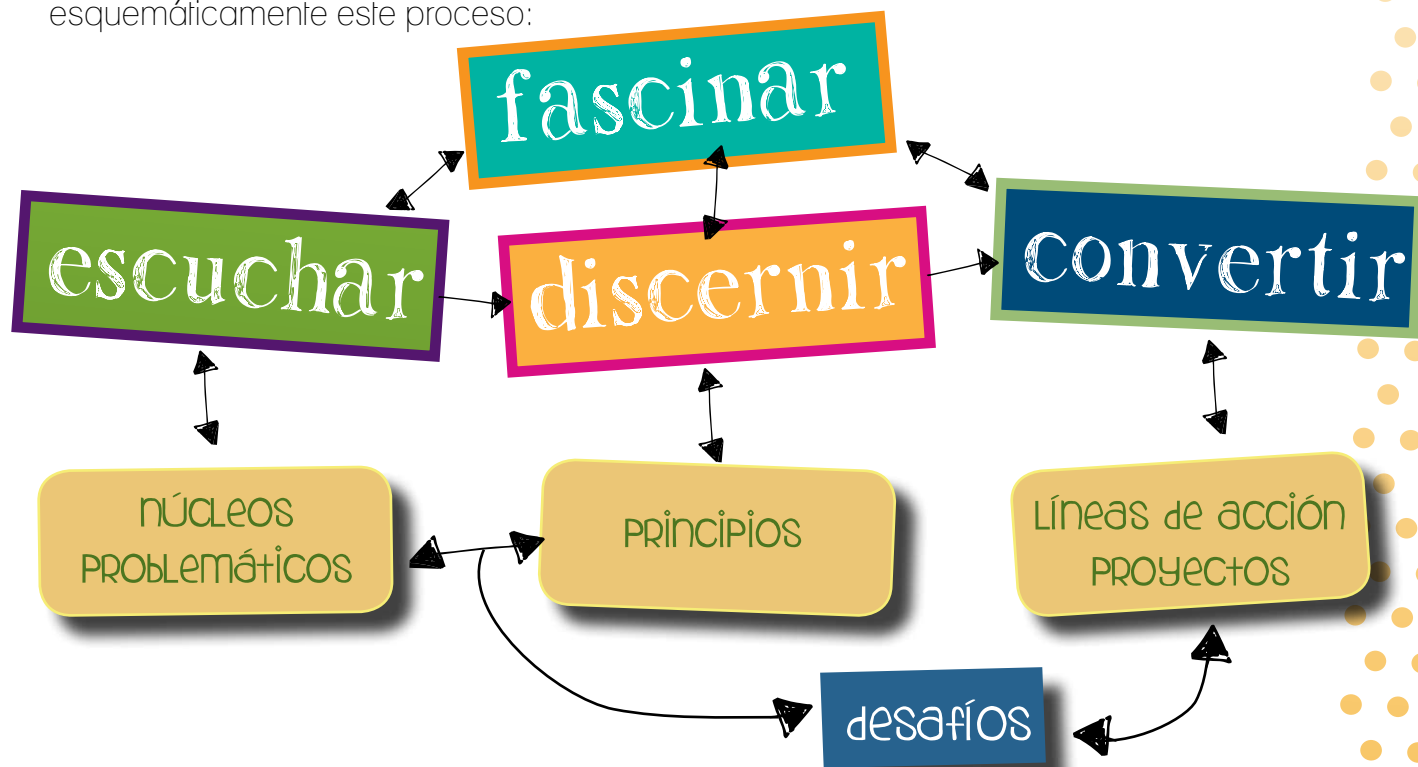 esquemáticamente este proceso:
fascinar
escuchar
discernir
convertir
núcleos
problemáticos
principios
líneas de acción
proyectos
desafíos